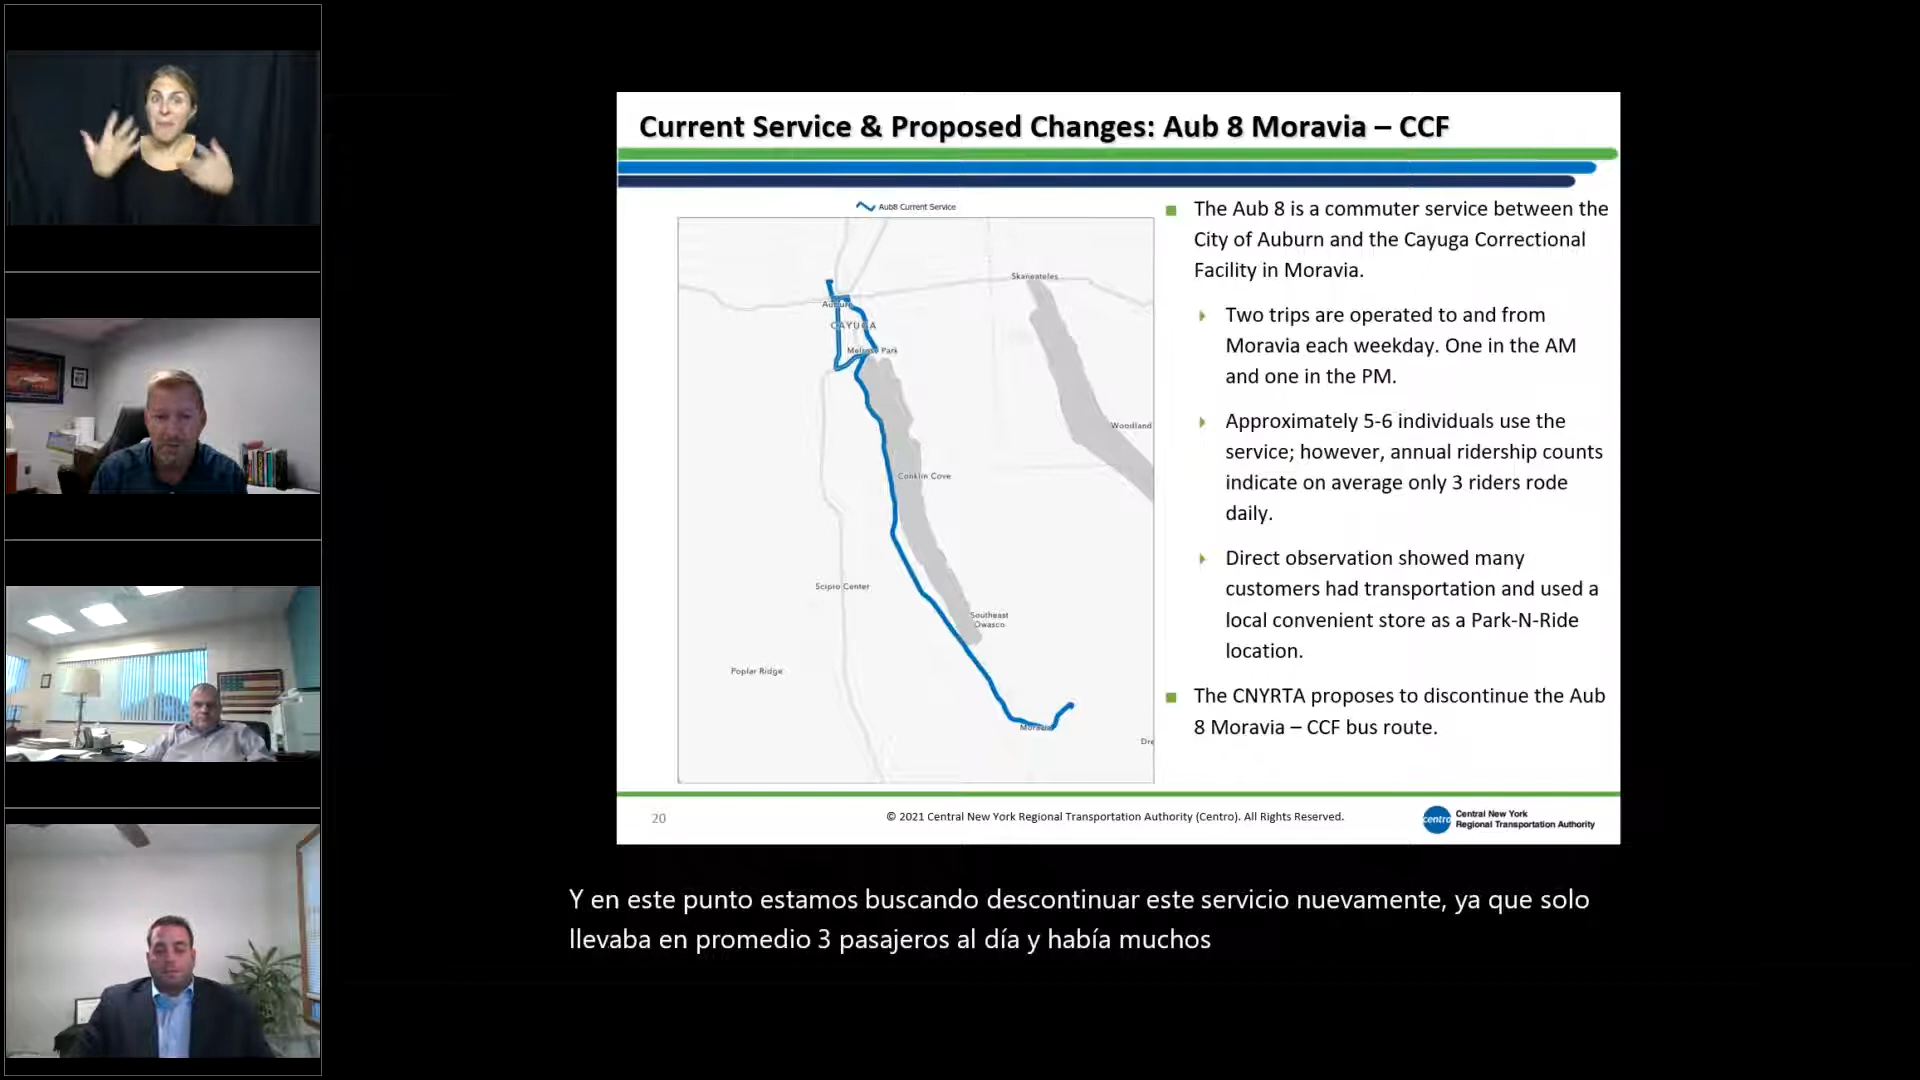 Current Service & Proposed Changes: Aub 8 Moravia – CCF
Aub8 Current Service
Skaneateles
Auburn
CAYUGA
Melrose Park
Woodland
Conklin Cove
Scipio Center
Southeast
Owasco
Poplar Ridge
Moravia
Dre
The Aub 8 is a commuter service between the
City of Auburn and the Cayuga Correctional
Facility in Moravia.
Two trips are operated to and from
Moravia each weekday. One in the AM
and one in the PM.
Approximately 5-6 individuals use the
service; however, annual ridership counts
indicate on average only 3 riders rode
daily.
Direct observation showed many
customers had transportation and used a
local convenient store as a Park-N-Ride
location.
The CNYRTA proposes to discontinue the Aub
8 Moravia – CCF bus route.
20
© 2021 Central New York Regional Transportation Authority (Centro). All Rights Reserved.
centro
Central New York
Regional Transportation Authority
Y en este punto estamos buscando descontinuar este servicio nuevamente, ya que solo
llevaba en promedio 3 pasajeros al día y había muchos